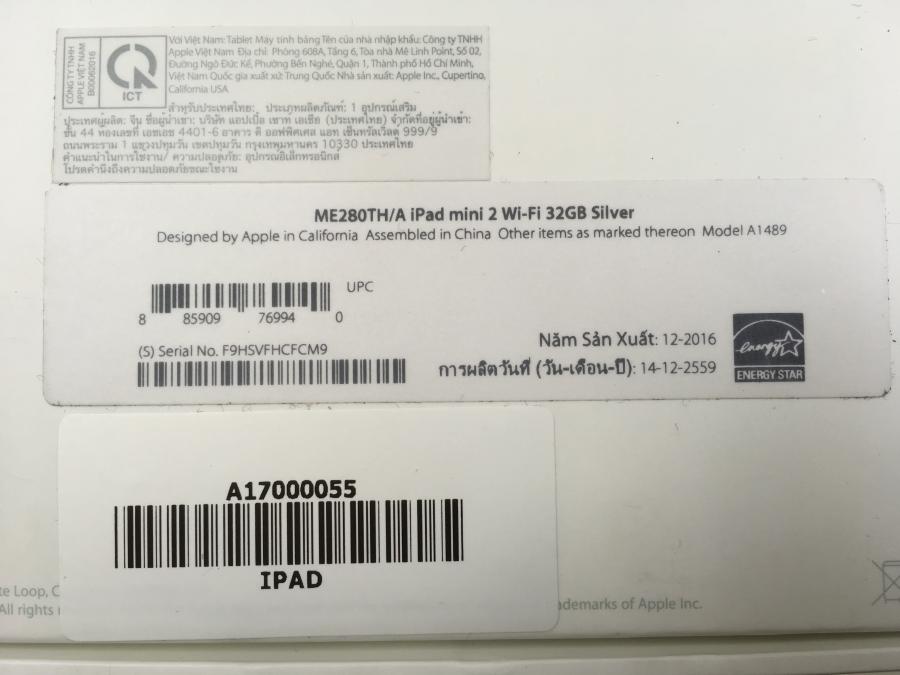 CÔNG TY TNHH
APPLE VIỆT NAM
B00062016
ICT
Với Việt Nam: Tablet Máy tính bảng Tên của nhà nhập khẩu: Công ty TNHH
Apple Việt Nam Địa chỉ: Phòng 608A, Tầng 6, Tòa nhà Mê Linh Point, Số 02,
Đường Ngô Đức Kế, Phường Bến Nghé, Quận 1, Thành phố Hồ Chí Minh,
Việt Nam Quốc gia xuất xứ: Trung Quốc Nhà sản xuất: Apple Inc., Cupertino,
California USA
สำหรับประเทศไทย: ประเภทผลิตภัณฑ์: 1 อุปกรณ์เสริม
ประเทศผู้ผลิต: จีน ชื่อผู้นำเข้า: บริษัท แอปเปิล เซาท เอเชีย (ประเทศไทย) จำกัดที่อยู่ผู้นำเข้า:
ชั้น 44 ห้องเลขที่ เอชเอช 4401-6 อาคาร ดิ ออฟฟิศเศส แอท เซ็นทรัลเวิลด์ 999/9
ถนนพระราม 1 แขวงปทุมวัน เขตปทุมวัน กรุงเทพมหานคร 10330 ประเทศไทย
คำแนะนำในการใช้งาน/ ความปลอดภัย: อุปกรณ์อิเล็กทรอนิกส์
โปรดคำนึงถึงความปลอดภัยขณะใช้งาน
ME280TH/A iPad mini 2 Wi-Fi 32GB Silver
Designed by Apple in California Assembled in China Other items as marked thereon Model A1489
UPC
8 85909 76994 0
(S) Serial No. F9HSVFHCFCM9
Năm Sản Xuất: 12-2016
การผลิตวันที่ (วัน-เดือน-ปี): 14-12-2559
energy
ENERGY STAR
A17000055
IPAD
te Loop, C
All rights
demarks of Apple Inc.